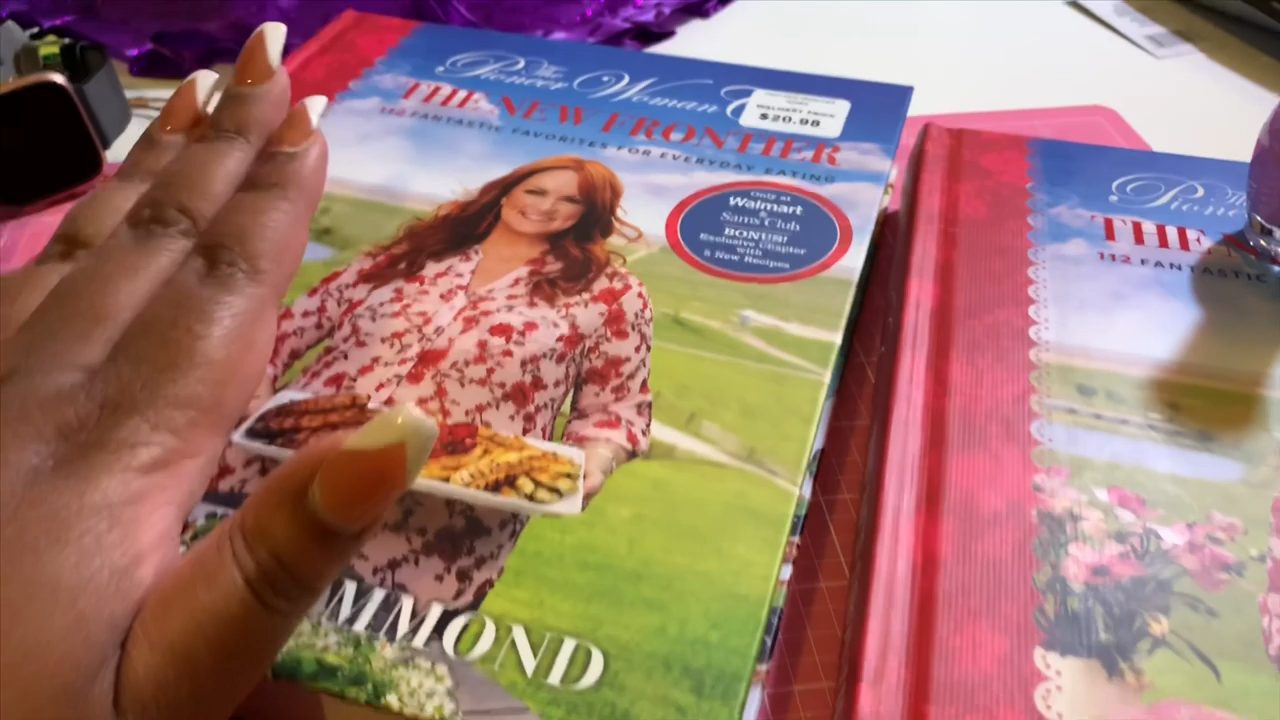 The Pioneer Woman
WALMART PRICE
$20.98
THE NEW FRONTIER
112 FANTASTIC FAVORITES FOR EVERYDAY EATING
Only at
Walmart
&
Sam's Club
BONUS!
Exclusive Chapter
with
5 New Recipes
MMOND
The
THE
112 FANTASTIC